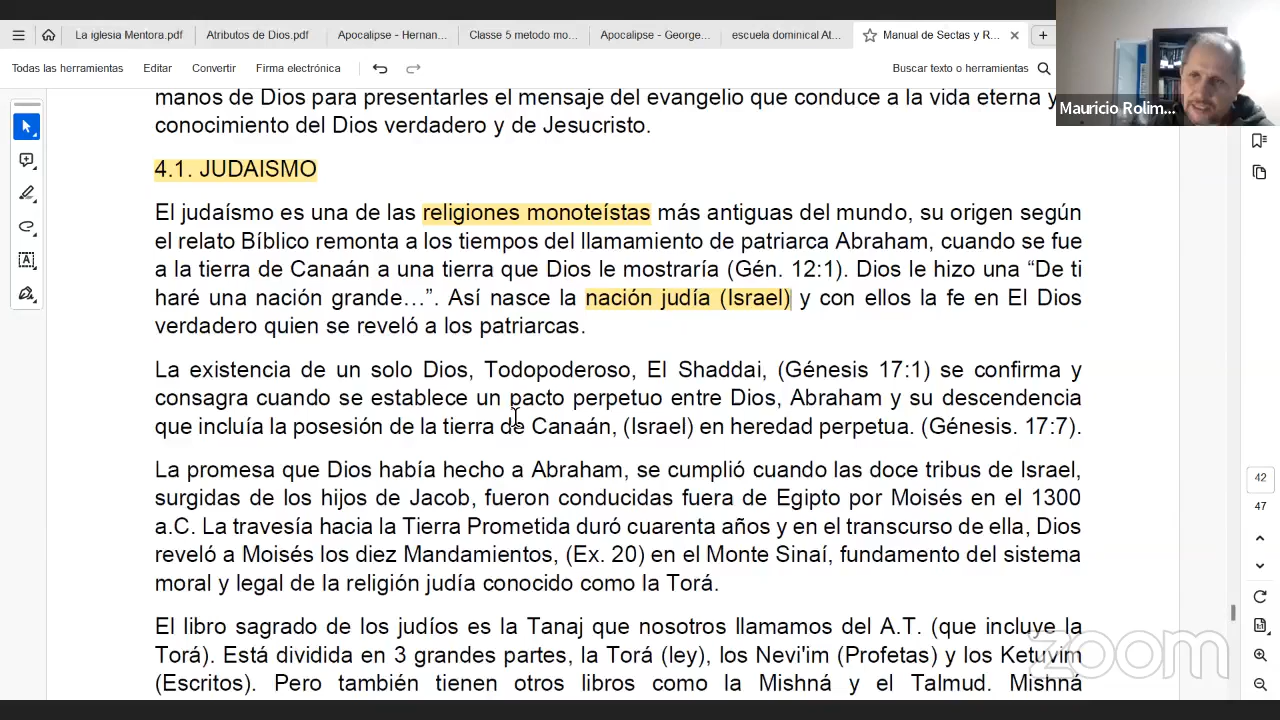 La iglesia Mentora.pdf
Atributos de Dios.pdf
Apocalipse - Hernan...
Classe 5 metodo mo...
Apocalipse - George...
escuela dominical Al...
Manual de Sectas y R...
Todas las herramientas
Editar
Convertir
Firma electrónica
Buscar texto o herramientas
Mauricio Rolim...
manos de Dios para presentarles el mensaje del evangelio que conduce a la vida eterna y
conocimiento del Dios verdadero y de Jesucristo.
4.1. JUDAISMO
El judaísmo es una de las religiones monoteístas más antiguas del mundo, su origen según
el relato Bíblico remonta a los tiempos del llamamiento de patriarca Abraham, cuando se fue
a la tierra de Canaán a una tierra que Dios le mostraría (Gén. 12:1). Dios le hizo una “De ti
haré una nación grande…”. Así nasce la nación judía (Israel) y con ellos la fe en El Dios
verdadero quien se reveló a los patriarcas.
La existencia de un solo Dios, Todopoderoso, El Shaddai, (Génesis 17:1) se confirma y
consagra cuando se establece un pacto perpetuo entre Dios, Abraham y su descendencia
que incluía la posesión de la tierra de Canaán, (Israel) en heredad perpetua. (Génesis. 17:7).
La promesa que Dios había hecho a Abraham, se cumplió cuando las doce tribus de Israel,
surgidas de los hijos de Jacob, fueron conducidas fuera de Egipto por Moisés en el 1300
a.C. La travesía hacia la Tierra Prometida duró cuarenta años y en el transcurso de ella, Dios
reveló a Moisés los diez Mandamientos, (Ex. 20) en el Monte Sinaí, fundamento del sistema
moral y legal de la religión judía conocido como la Torá.
El libro sagrado de los judíos es la Tanaj que nosotros llamamos del A.T. (que incluye la
Torá). Está dividida en 3 grandes partes, la Torá (ley), los Nevi'im (Profetas) y los Ketuvim
(Escritos). Pero también tienen otros libros como la Mishná y el Talmud. Mishná
42
47
zoom